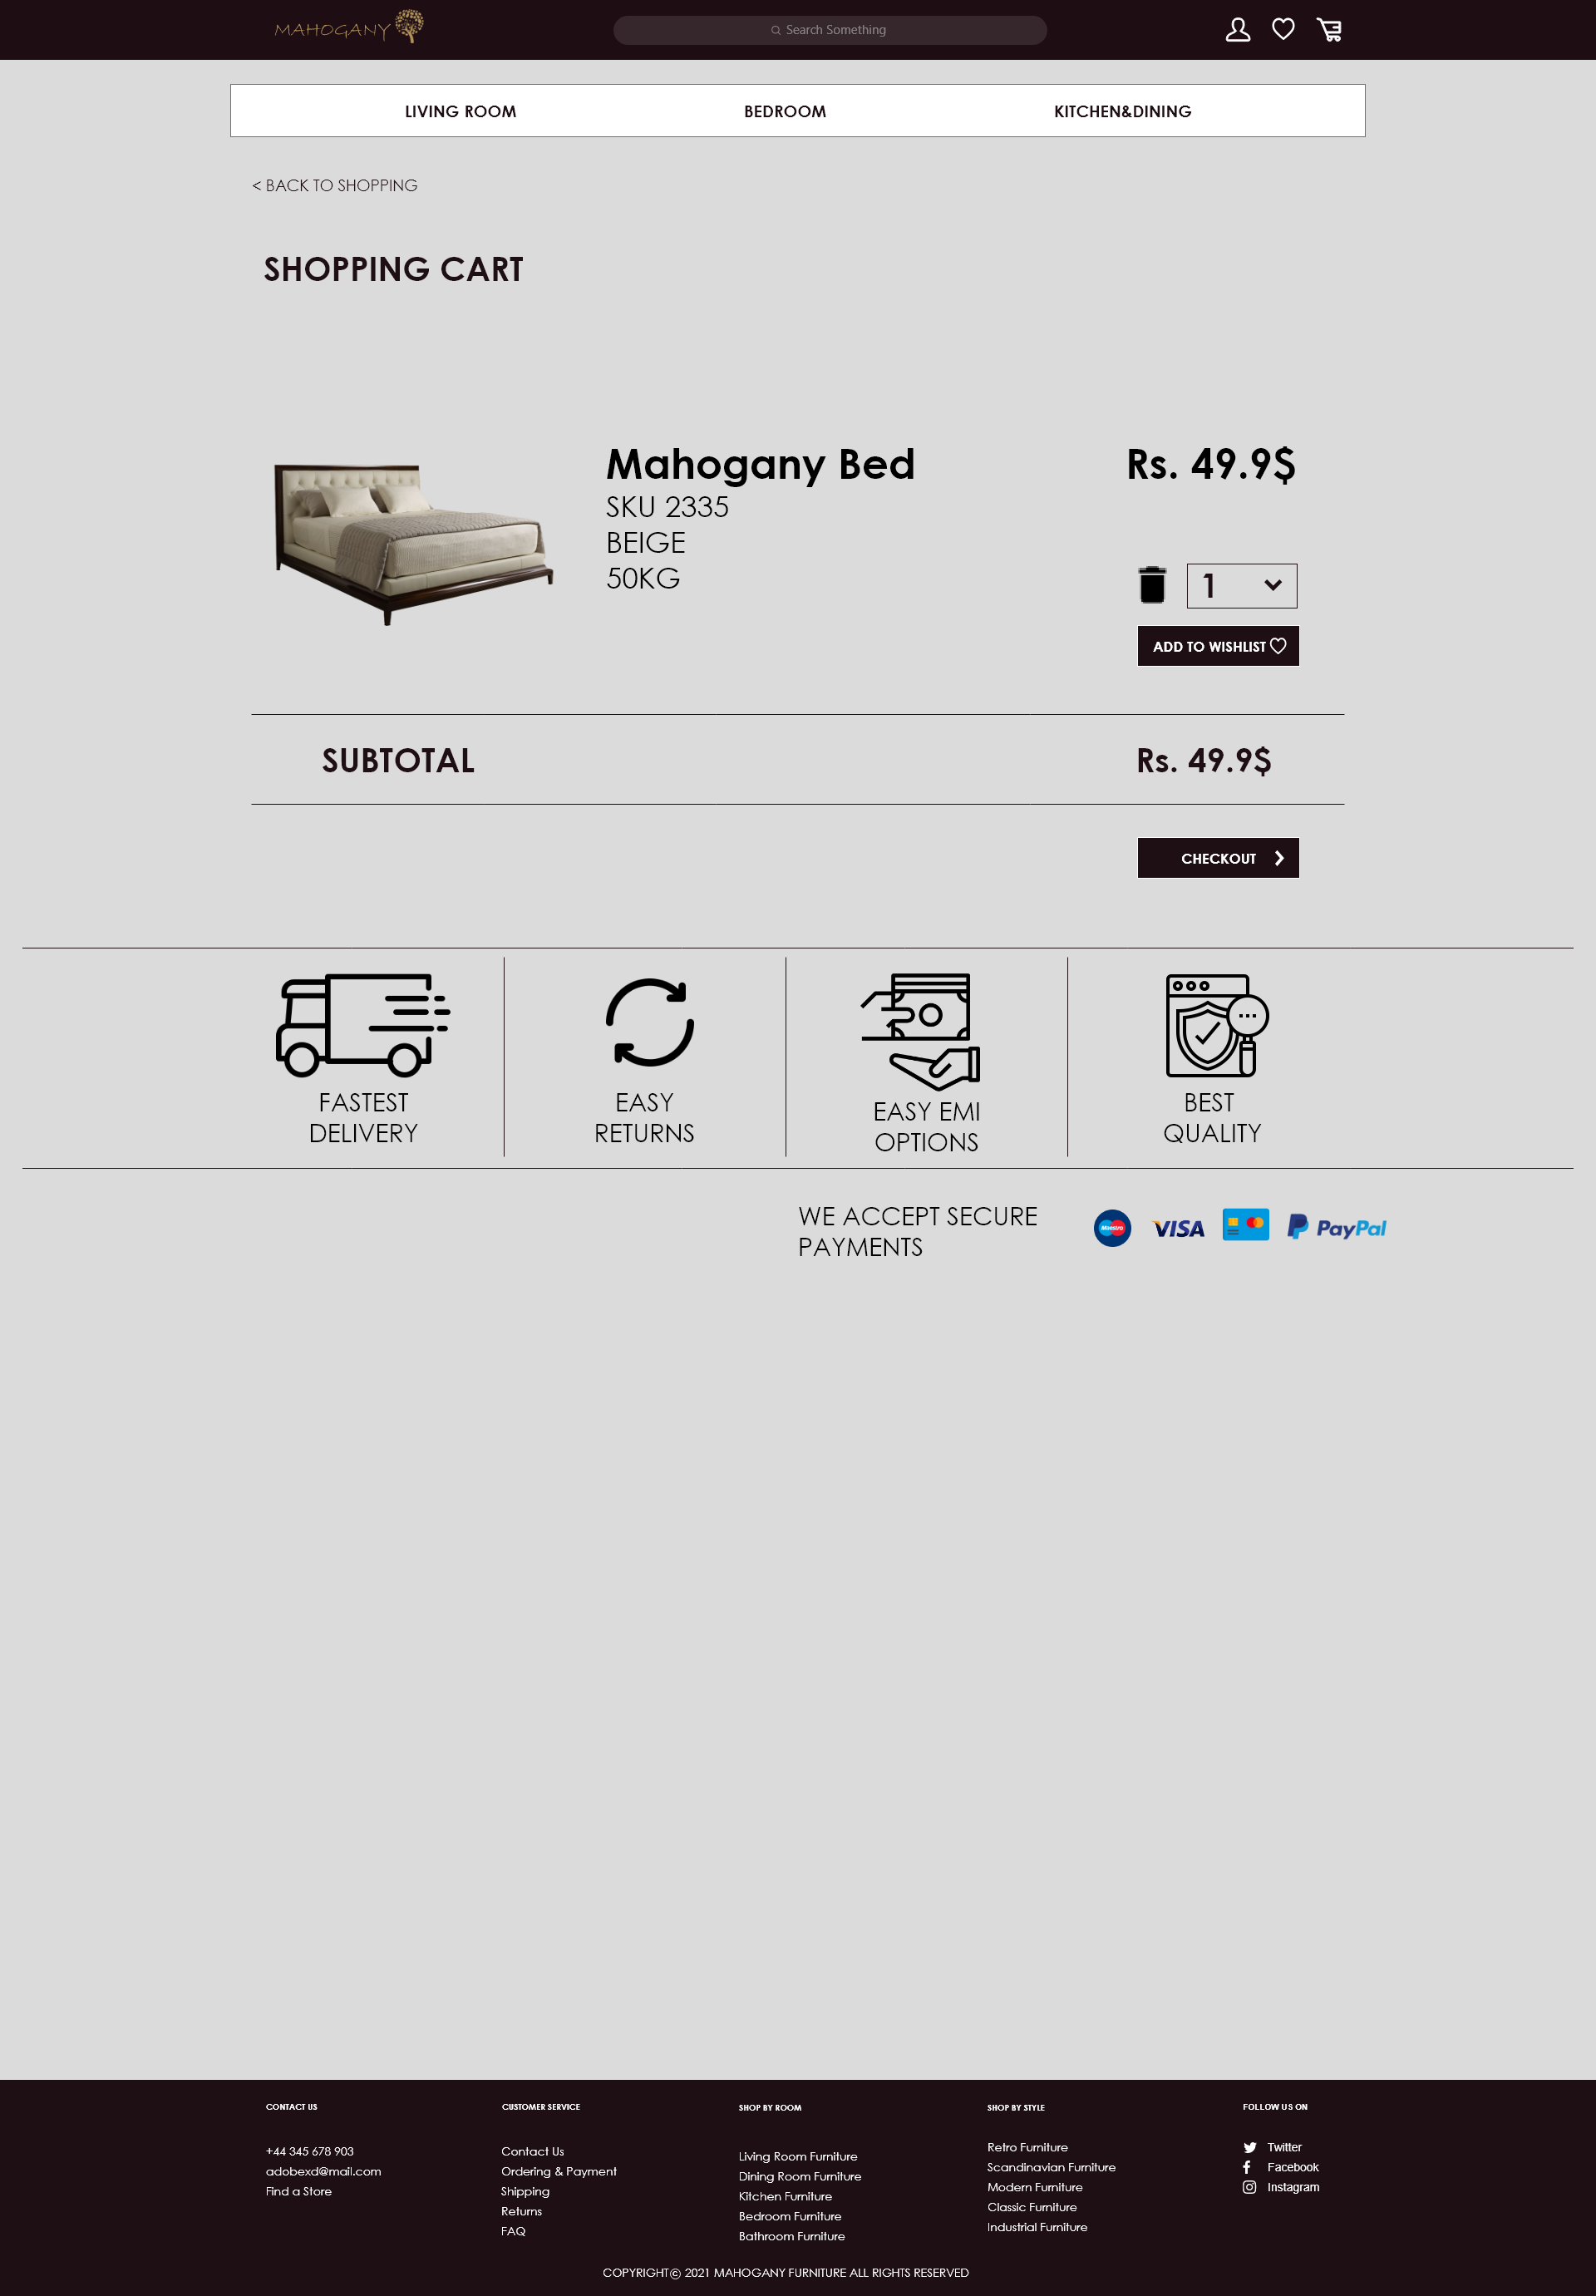 MAHOGANY
Search Something
LIVING ROOM
BEDROOM
KITCHEN&DINING
< BACK TO SHOPPING
SHOPPING CART
Mahogany Bed
Rs. 49.9$
SKU 2335
BEIGE
50KG
1
ADD TO WISHLIST
SUBTOTAL
Rs. 49.9$
CHECKOUT
FASTEST
DELIVERY
EASY
RETURNS
EASY EMI
OPTIONS
BEST
QUALITY
WE ACCEPT SECURE
PAYMENTS
Maestro
VISA
PayPal
CONTACT US
+44 345 678 903
adobexd@mail.com
Find a Store
CUSTOMER SERVICE
Contact Us
Ordering & Payment
Shipping
Returns
FAQ
SHOP BY ROOM
Living Room Furniture
Dining Room Furniture
Kitchen Furniture
Bedroom Furniture
Bathroom Furniture
SHOP BY STYLE
Retro Furniture
Scandinavian Furniture
Modern Furniture
Classic Furniture
Industrial Furniture
FOLLOW US ON
Twitter
Facebook
Instagram
COPYRIGHT© 2021 MAHOGANY FURNITURE ALL RIGHTS RESERVED